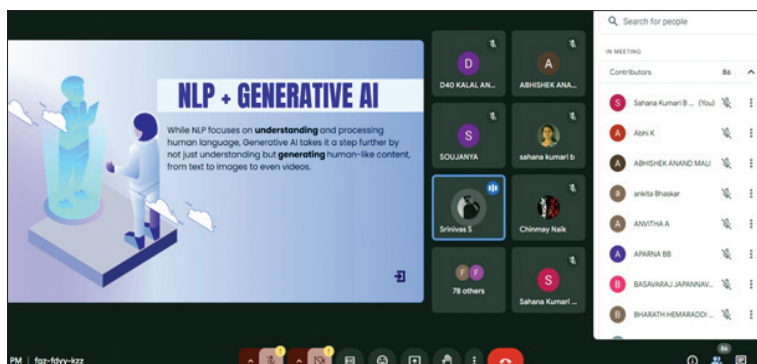 NLP + GENERATIVE AI
While NLP focuses on understanding and processing
human language, Generative AI takes it a step further by
not just understanding but generating human-like content,
from text to images to even videos.
D
D40 KALAL AN...
A
ABHISHEK ANA...
S
SOUJANYA
sahana kumari b
Srinivas S
Chinmay Naik
F F
78 others
S
Sahana Kumari ...
Search for people
IN MEETING
Contributors 86
S Sahana Kumari B ... (You)
A Abhi K
A ABHISHEK ANAND MALI
a ankita Bhaskar
A ANVITHA A
A APARNA BB
B BASAVARAJ JAPANNAV...
B BHARATH HEMARADDI ...
PM | faz-fdyy-kzz
86